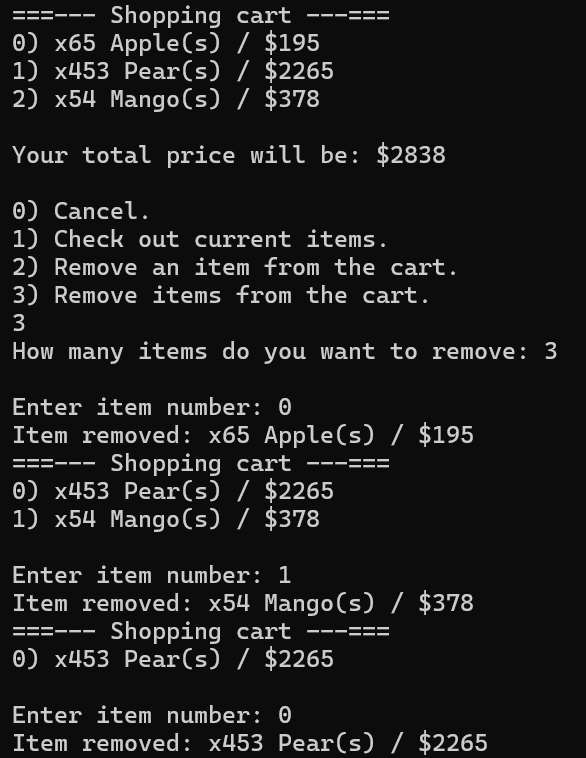 ===--- Shopping cart ---===
0) x65 Apple(s) / $195
1) x453 Pear(s) / $2265
2) x54 Mango(s) / $378
Your total price will be: $2838
0) Cancel.
1) Check out current items.
2) Remove an item from the cart.
3) Remove items from the cart.
3
How many items do you want to remove: 3
Enter item number: 0
Item removed: x65 Apple(s) / $195
===--- Shopping cart ---===
0) x453 Pear(s) / $2265
1) x54 Mango(s) / $378
Enter item number: 1
Item removed: x54 Mango(s) / $378
===--- Shopping cart ---===
0) x453 Pear(s) / $2265
Enter item number: 0
Item removed: x453 Pear(s) / $2265